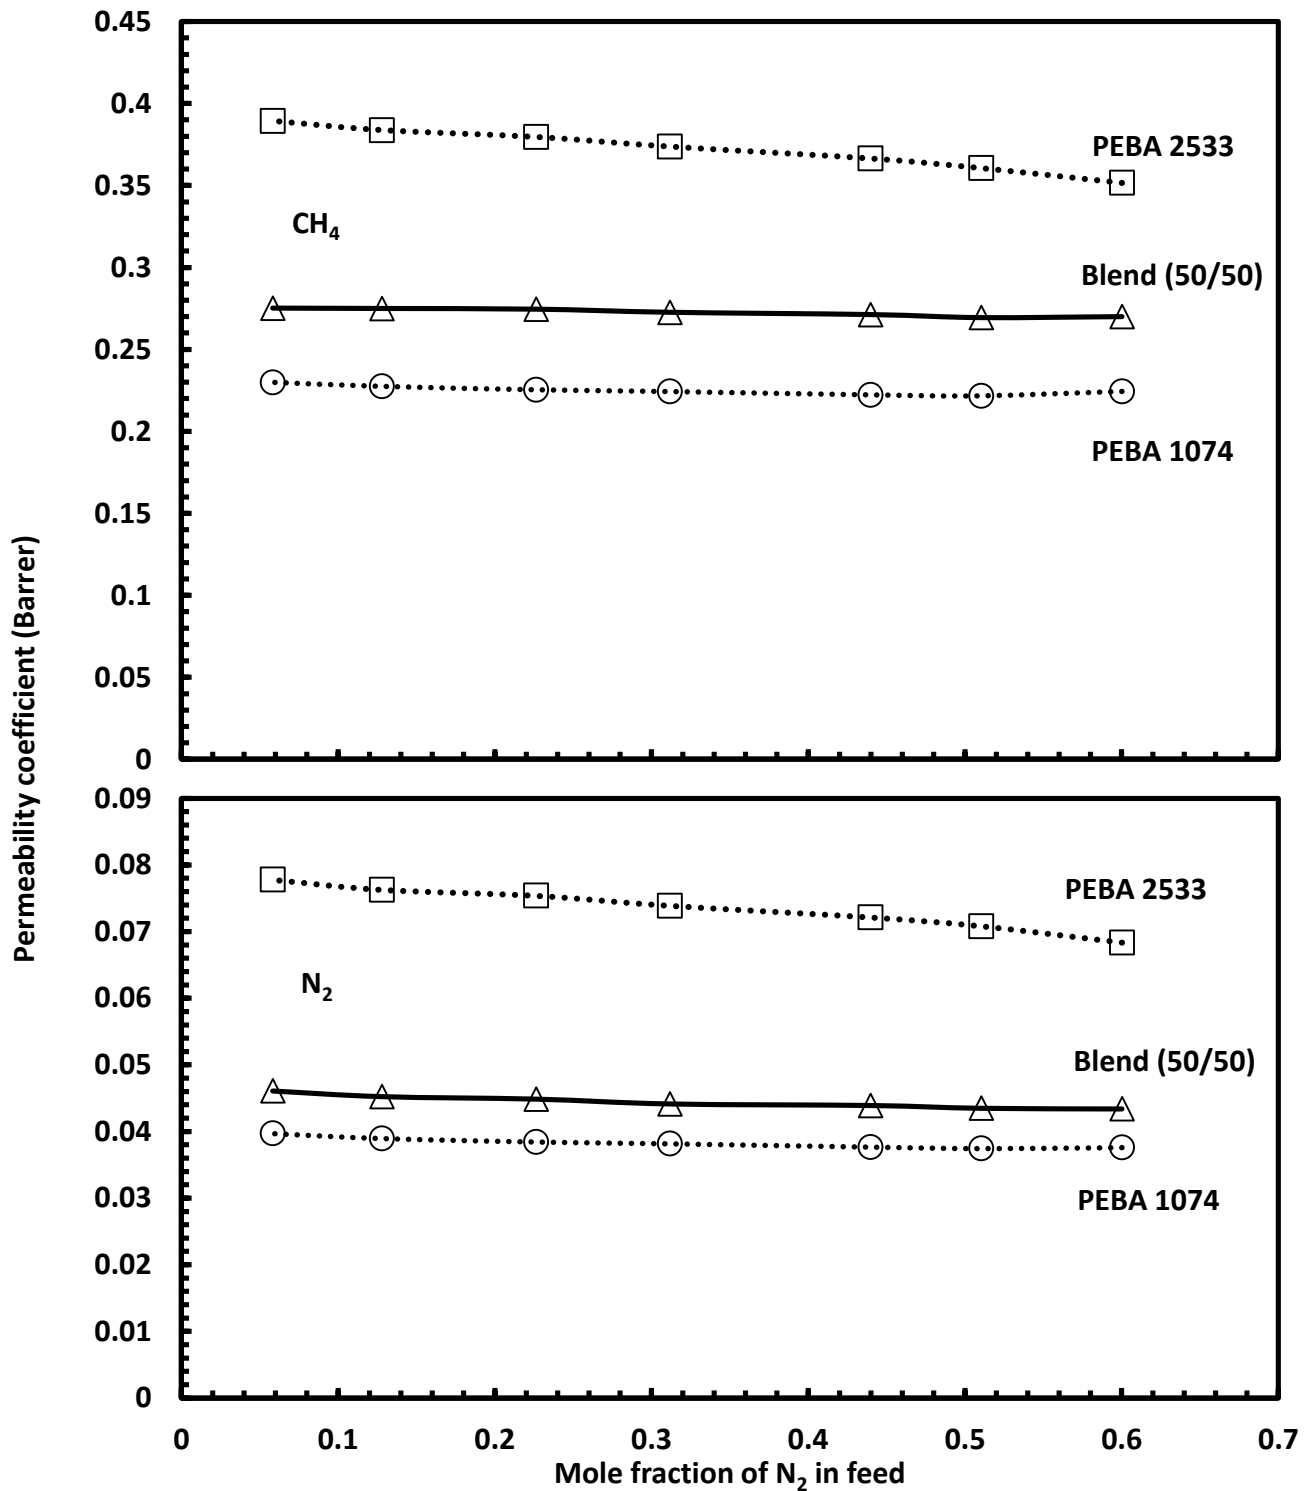 Permeability coefficient (Barrer)
0.45
0.4
0.35
0.3
0.25
0.2
0.15
0.1
0.05
0
PEBA 2533
CH₄
Blend (50/50)
PEBA 1074
0.09
0.08
0.07
0.06
0.05
0.04
0.03
0.02
0.01
0
PEBA 2533
N₂
Blend (50/50)
PEBA 1074
0 0.1 0.2 0.3 0.4 0.5 0.6 0.7
Mole fraction of N₂ in feed